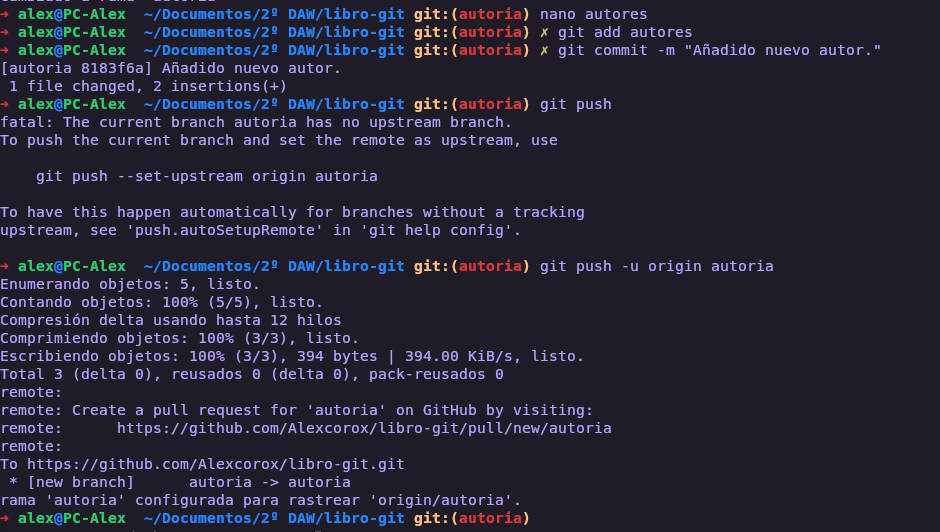 ➜ alex@PC-Alex ~/Documentos/2º DAW/libro-git git:(autoria) nano autores
➜ alex@PC-Alex ~/Documentos/2º DAW/libro-git git:(autoria) ✗ git add autores
➜ alex@PC-Alex ~/Documentos/2º DAW/libro-git git:(autoria) ✗ git commit -m "Añadido nuevo autor."
[autoria 8183f6a] Añadido nuevo autor.
 1 file changed, 2 insertions(+)
➜ alex@PC-Alex ~/Documentos/2º DAW/libro-git git:(autoria) git push
fatal: The current branch autoria has no upstream branch.
To push the current branch and set the remote as upstream, use
    git push --set-upstream origin autoria
To have this happen automatically for branches without a tracking
upstream, see 'push.autoSetupRemote' in 'git help config'.
➜ alex@PC-Alex ~/Documentos/2º DAW/libro-git git:(autoria) git push -u origin autoria
Enumerando objetos: 5, listo.
Contando objetos: 100% (5/5), listo.
Compresión delta usando hasta 12 hilos
Comprimiendo objetos: 100% (3/3), listo.
Escribiendo objetos: 100% (3/3), 394 bytes | 394.00 KiB/s, listo.
Total 3 (delta 0), reusados 0 (delta 0), pack-reusados 0
remote:
remote: Create a pull request for 'autoria' on GitHub by visiting:
remote:      https://github.com/Alexcorox/libro-git/pull/new/autoria
remote:
To https://github.com/Alexcorox/libro-git.git
 * [new branch]      autoria -> autoria
rama 'autoria' configurada para rastrear 'origin/autoria'.
➜ alex@PC-Alex ~/Documentos/2º DAW/libro-git git:(autoria)